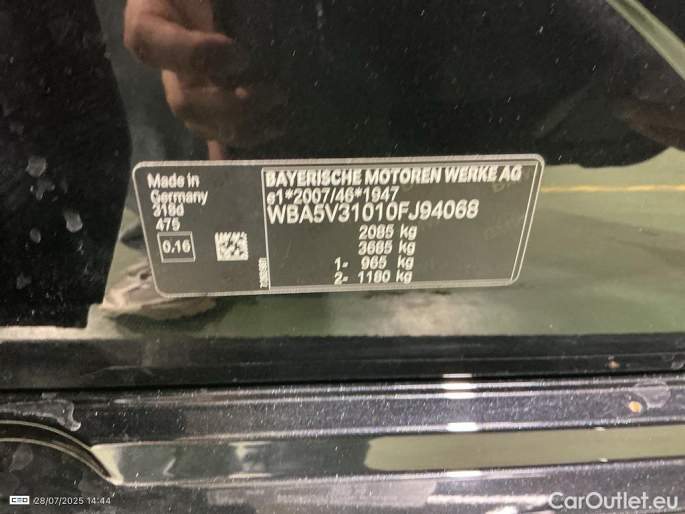 Made in
Germany
318d
475
0.16
BAYERISCHE MOTOREN WERKE AG
e1*2007/46*1947
WBA5V31010FJ94068
2085 kg
3685 kg
1- 965 kg
2- 1180 kg
28/07/2025 14:44
CarOutlet.eu